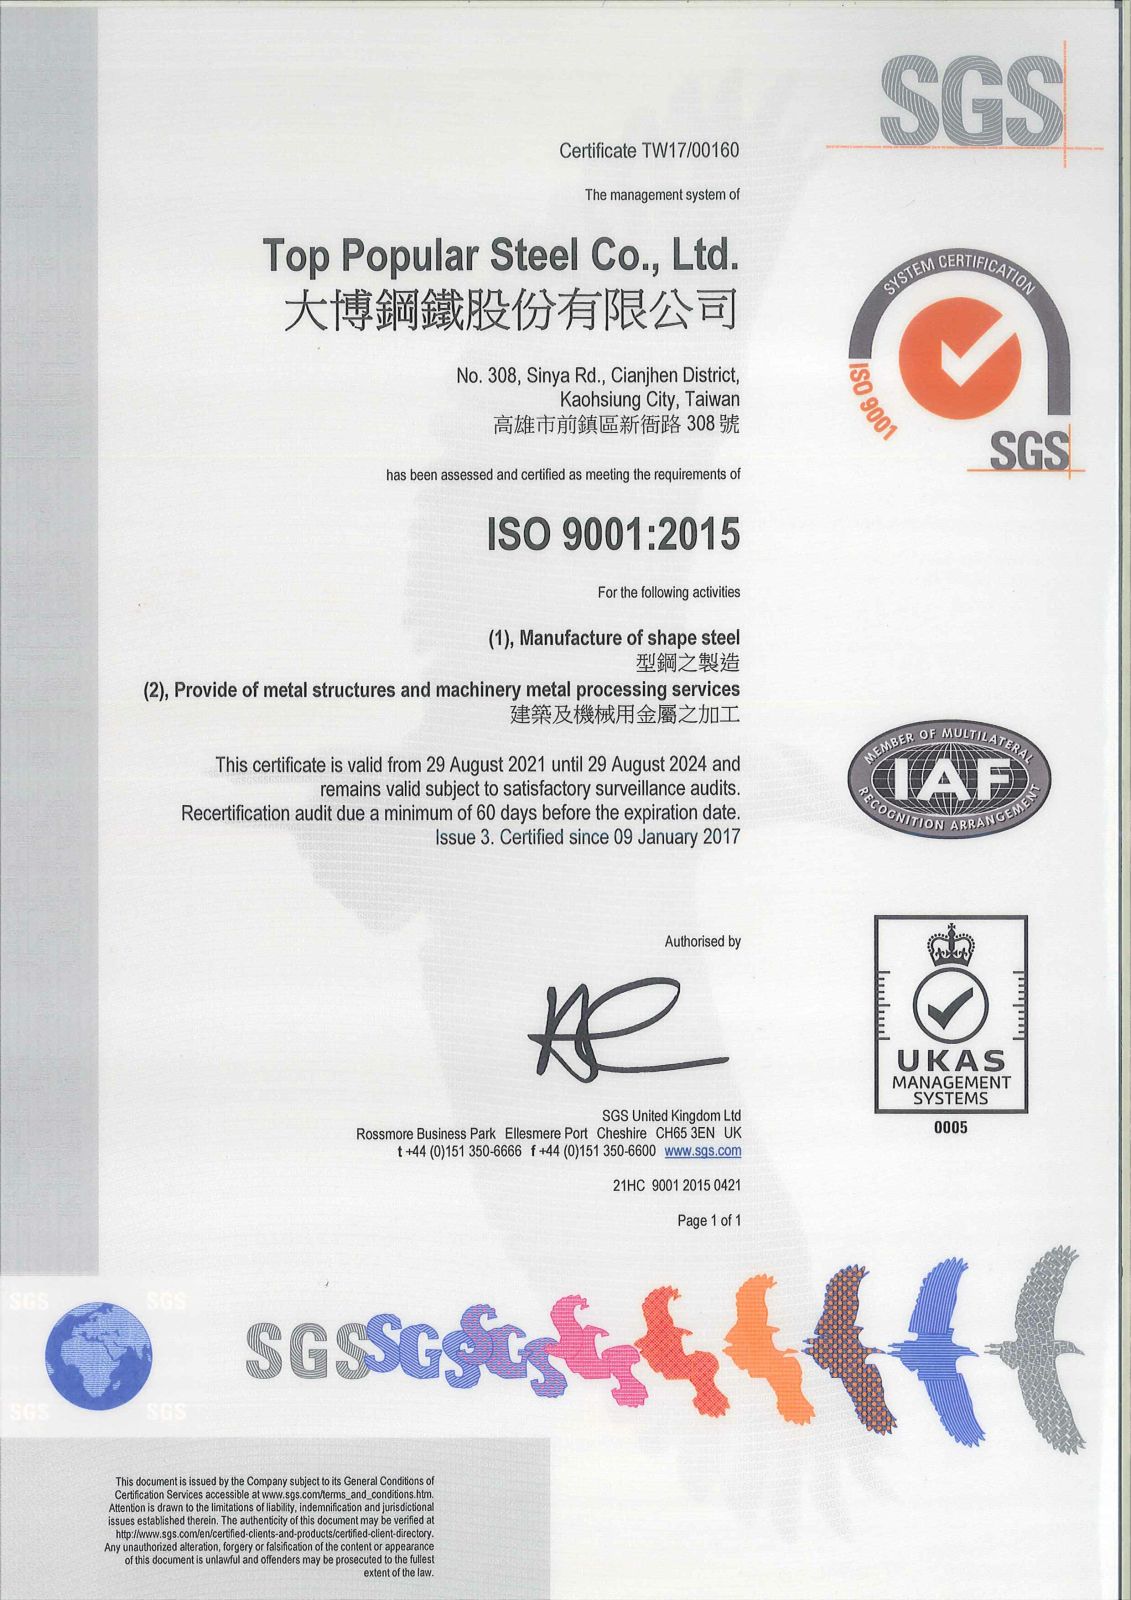 SGS
Certificate TW17/00160
The management system of
Top Popular Steel Co., Ltd.
大博鋼鐵股份有限公司
No. 308, Sinya Rd., Cianjhen District,
Kaohsiung City, Taiwan
高雄市前鎮區新衙路 308 號
has been assessed and certified as meeting the requirements of
ISO 9001:2015
For the following activities
(1), Manufacture of shape steel
型鋼之製造
(2), Provide of metal structures and machinery metal processing services
建築及機械用金屬之加工
This certificate is valid from 29 August 2021 until 29 August 2024 and
remains valid subject to satisfactory surveillance audits.
Recertification audit due a minimum of 60 days before the expiration date.
Issue 3. Certified since 09 January 2017
Authorised by
SGS United Kingdom Ltd
Rossmore Business Park Ellesmere Port Cheshire CH65 3EN UK
t +44 (0)151 350-6666 f +44 (0)151 350-6600 www.sgs.com
21HC 9001 2015 0421
Page 1 of 1
SYSTEM CERTIFICATION
ISO 9001
SGS
MEMBER OF MULTILATERAL
IAF
RECOGNITION ARRANGEMENT
UKAS
MANAGEMENT
SYSTEMS
0005
SGS SGS
SGS SGS
SGS SGS SGS
This document is issued by the Company subject to its General Conditions of
Certification Services accessible at www.sgs.com/terms_and_conditions.htm.
Attention is drawn to the limitations of liability, indemnification and jurisdictional
issues established therein. The authenticity of this document may be verified at
http://www.sgs.com/en/certified-clients-and-products/certified-client-directory.
Any unauthorized alteration, forgery or falsification of the content or appearance
of this document is unlawful and offenders may be prosecuted to the fullest
extent of the law.